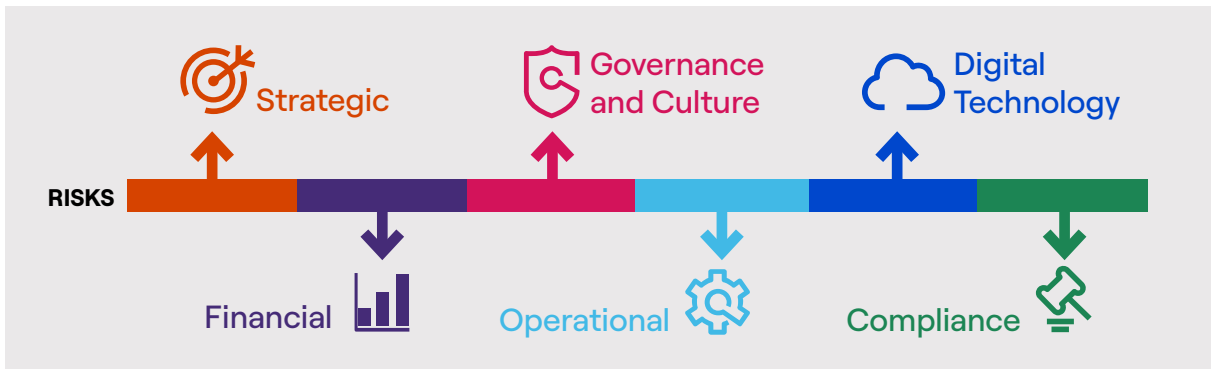 Strategic
Governance
and Culture
Digital
Technology
RISKS
Financial
Operational
Compliance